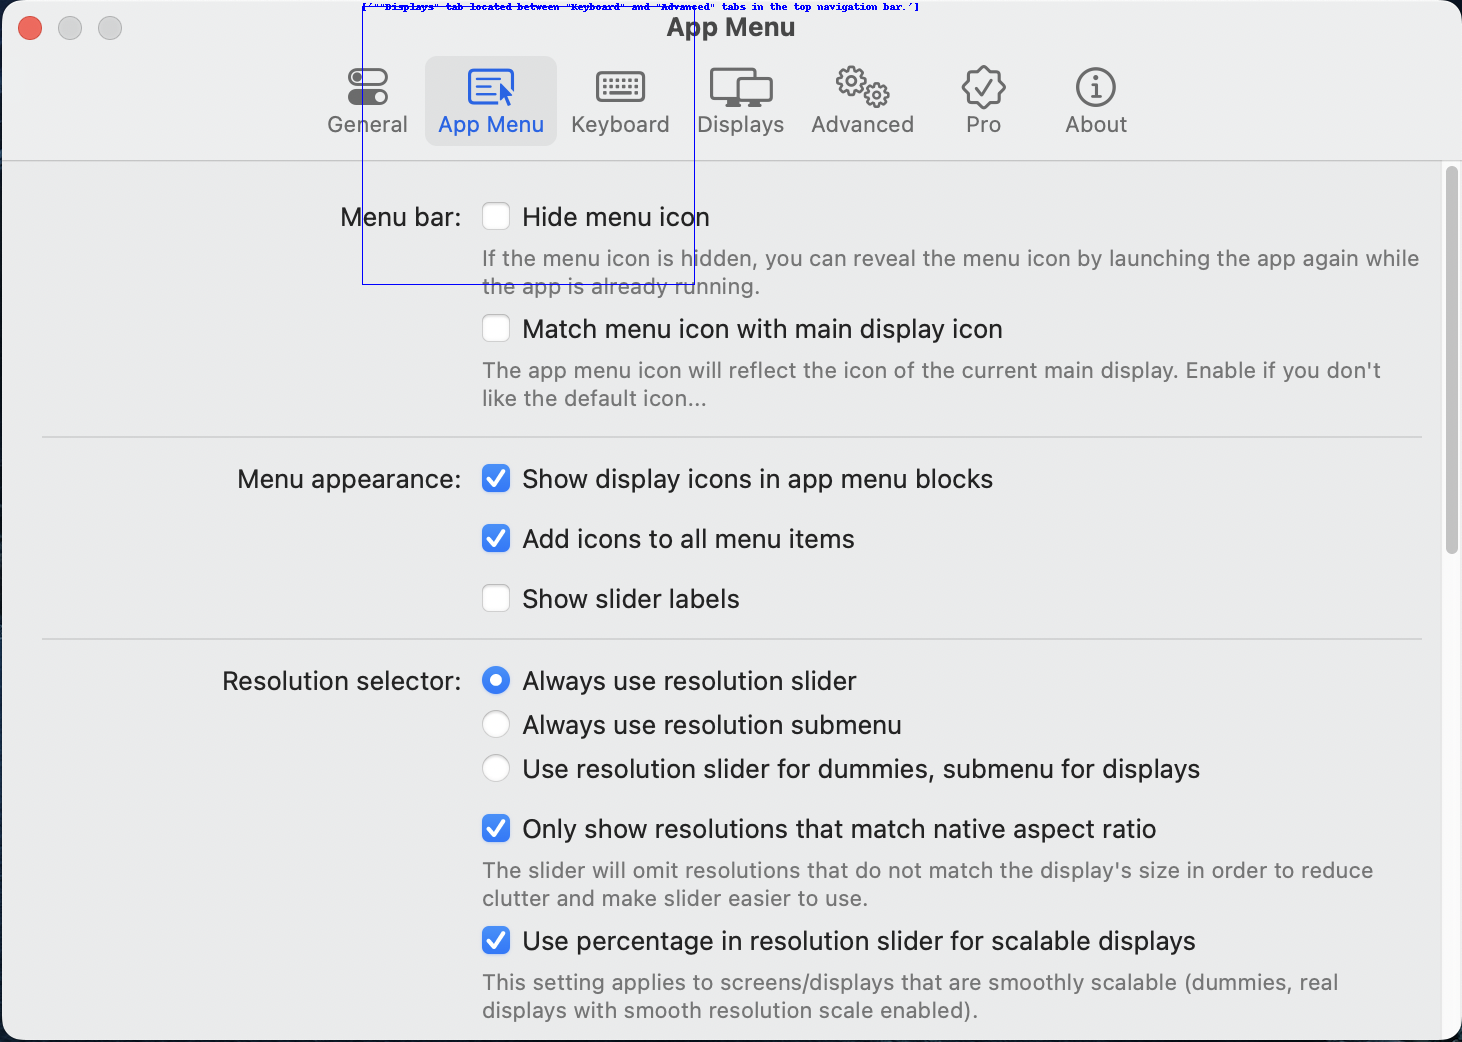 ['""Displays" tab located between "Keyboard" and "Advanced" tabs in the top navigation bar.']
App Menu
General
App Menu
Keyboard
Displays
Advanced
Pro
About
Menu bar:
Hide menu icon
If the menu icon is hidden, you can reveal the menu icon by launching the app again while
the app is already running.
Match menu icon with main display icon
The app menu icon will reflect the icon of the current main display. Enable if you don't
like the default icon...
Menu appearance:
Show display icons in app menu blocks
Add icons to all menu items
Show slider labels
Resolution selector:
Always use resolution slider
Always use resolution submenu
Use resolution slider for dummies, submenu for displays
Only show resolutions that match native aspect ratio
The slider will omit resolutions that do not match the display's size in order to reduce
clutter and make slider easier to use.
Use percentage in resolution slider for scalable displays
This setting applies to screens/displays that are smoothly scalable (dummies, real
displays with smooth resolution scale enabled).